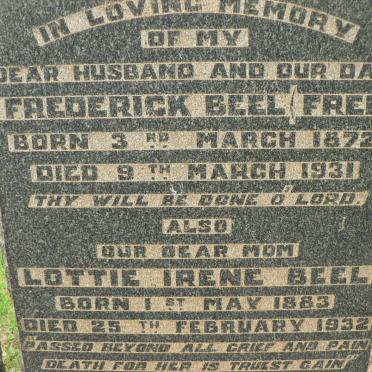 IN LOVING MEMORY
OF MY
DEAR HUSBAND AND OUR DA
FREDERICK BEEL (FRED
BORN 3RD MARCH 1872
DIED 9TH MARCH 1931
THY WILL BE DONE O' LORD.
ALSO
OUR DEAR MOM
LOTTIE IRENE BEEL
BORN 1ST MAY 1883
DIED 25TH FEBRUARY 1932
PASSED BEYOND ALL GRIEF AND PAIN
DEATH FOR HER IS TRUEST GAIN"